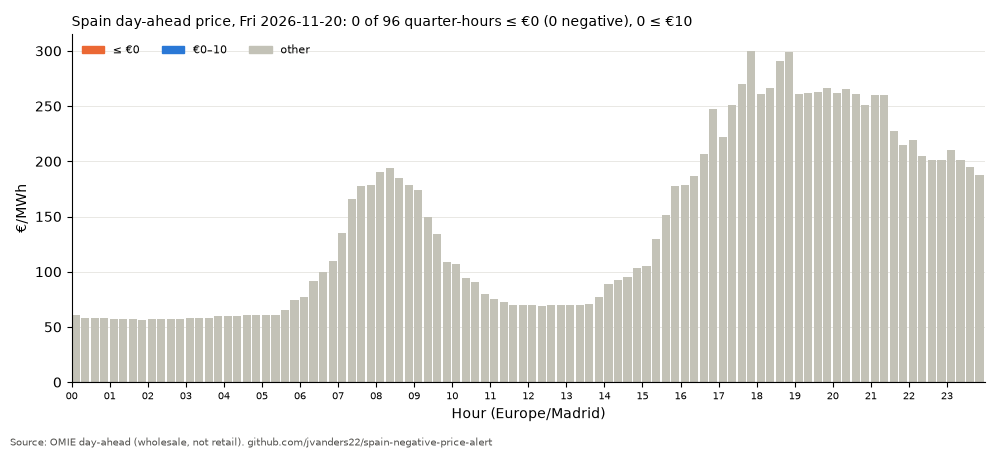 Spain day-ahead price, Fri 2026-11-20: 0 of 96 quarter-hours ≤ €0 (0 negative), 0 ≤ €10
≤ €0 €0–10 other
300
250
200
150
100
50
0
€/MWh
00 01 02 03 04 05 06 07 08 09 10 11 12 13 14 15 16 17 18 19 20 21 22 23
Hour (Europe/Madrid)
Source: OMIE day-ahead (wholesale, not retail). github.com/jvanders22/spain-negative-price-alert